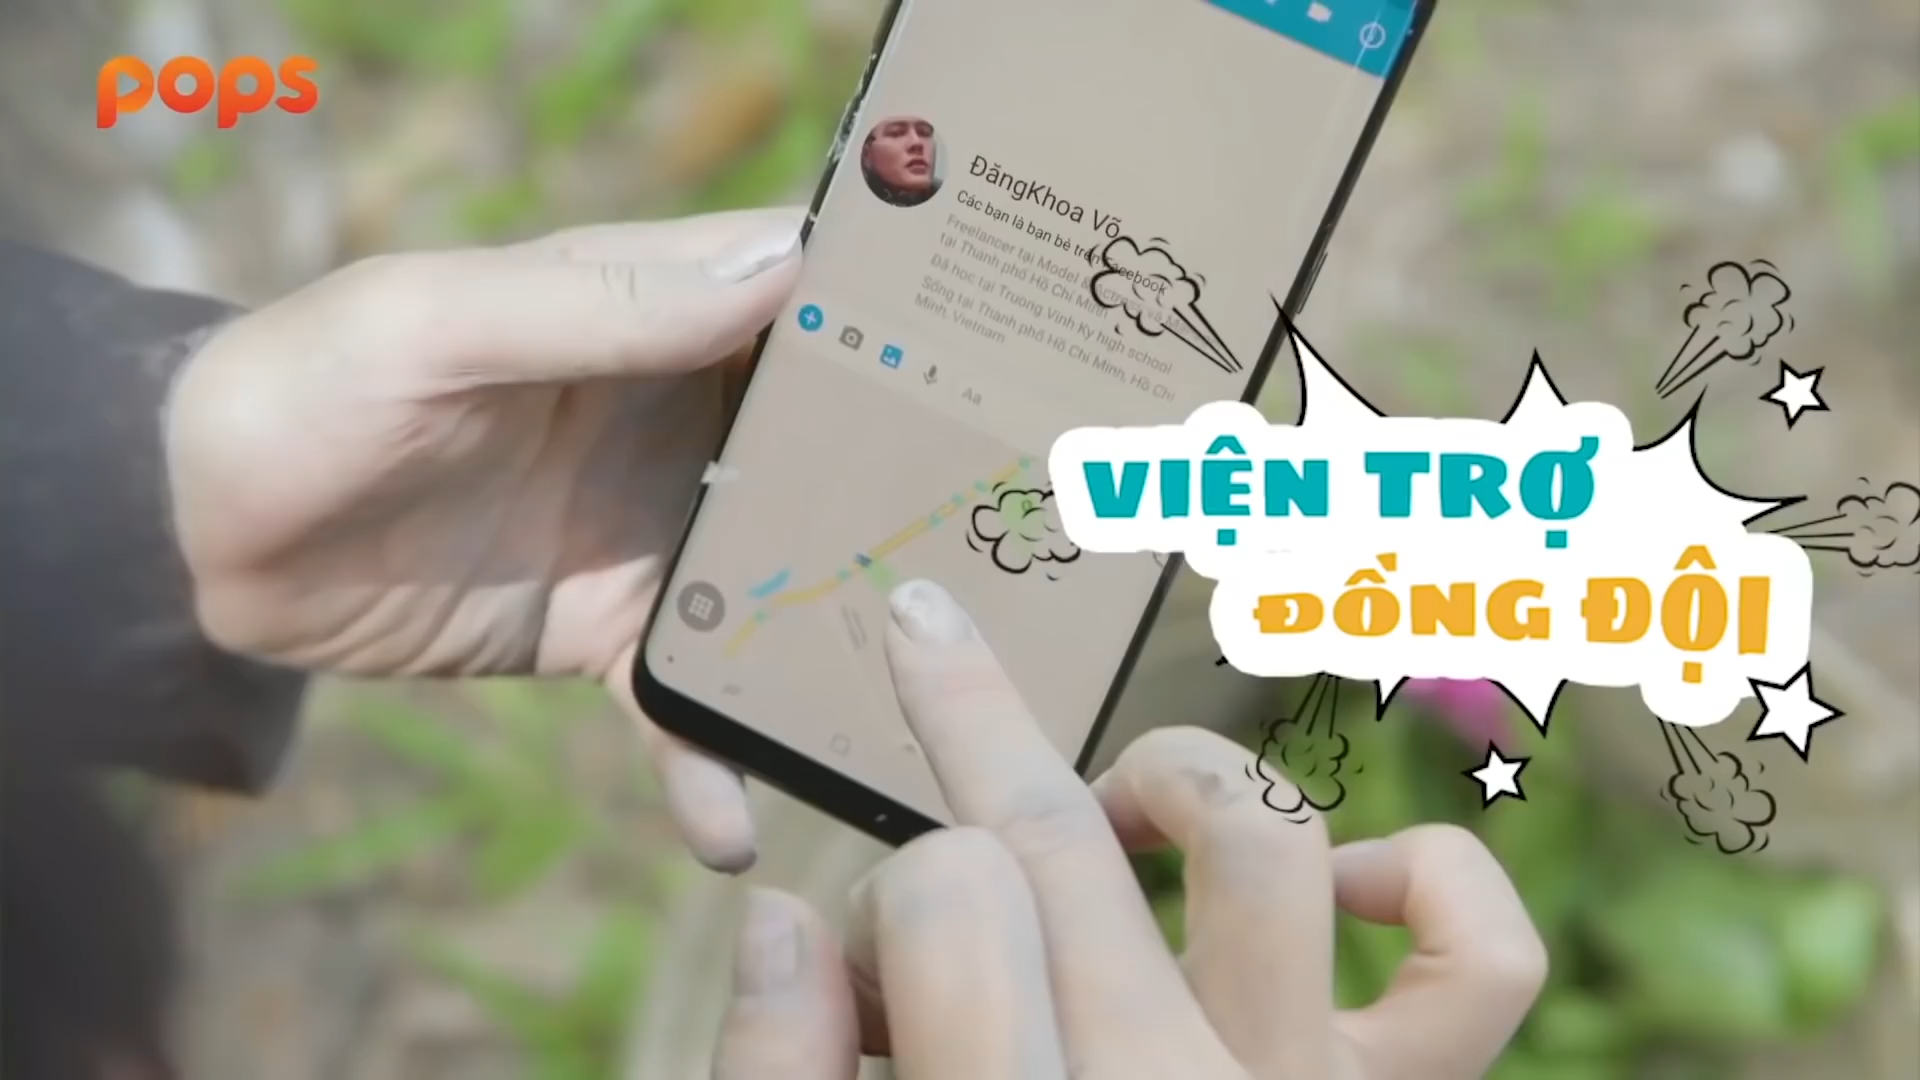 pops
ĐăngKhoa Võ
Các bạn là bạn bè trên Facebook
Freelancer tại Model & Actress và
tại Thành phố Hồ Chí Minh
Đã học tại Truong Vinh Ky high school
Sống tại Thành phố Hồ Chí Minh, Hồ Chí
Minh, Vietnam
Aa
VIỆN TRỢ
ĐỒNG ĐỘI